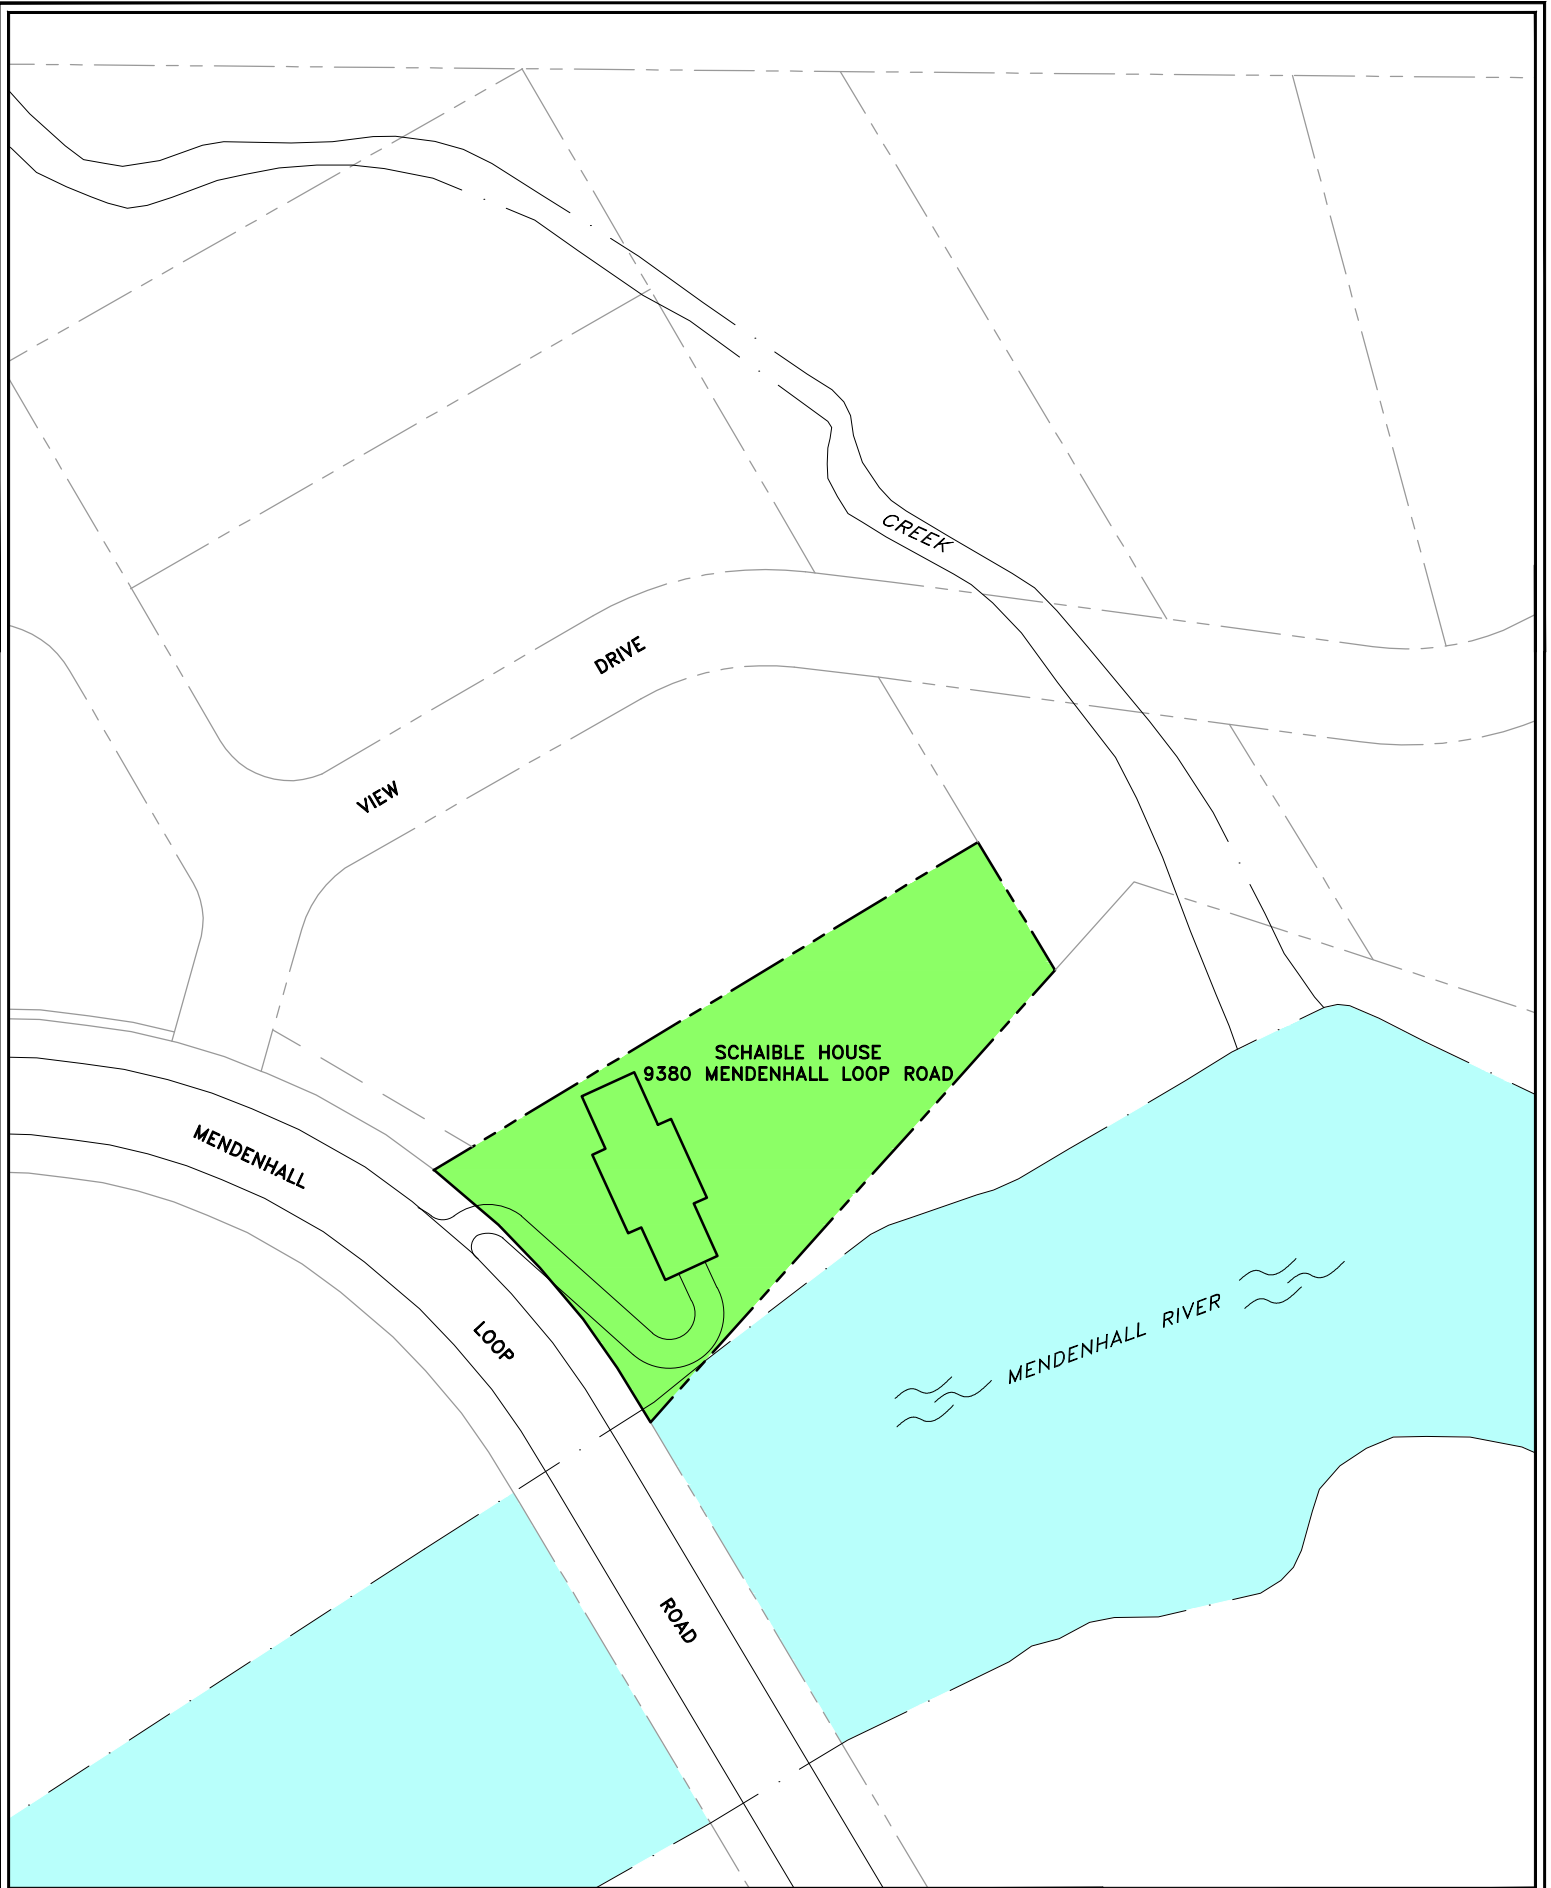 CREEK
DRIVE
VIEW
SCHAIBLE HOUSE
9380 MENDENHALL LOOP ROAD
MENDENHALL
LOOP
ROAD
MENDENHALL RIVER